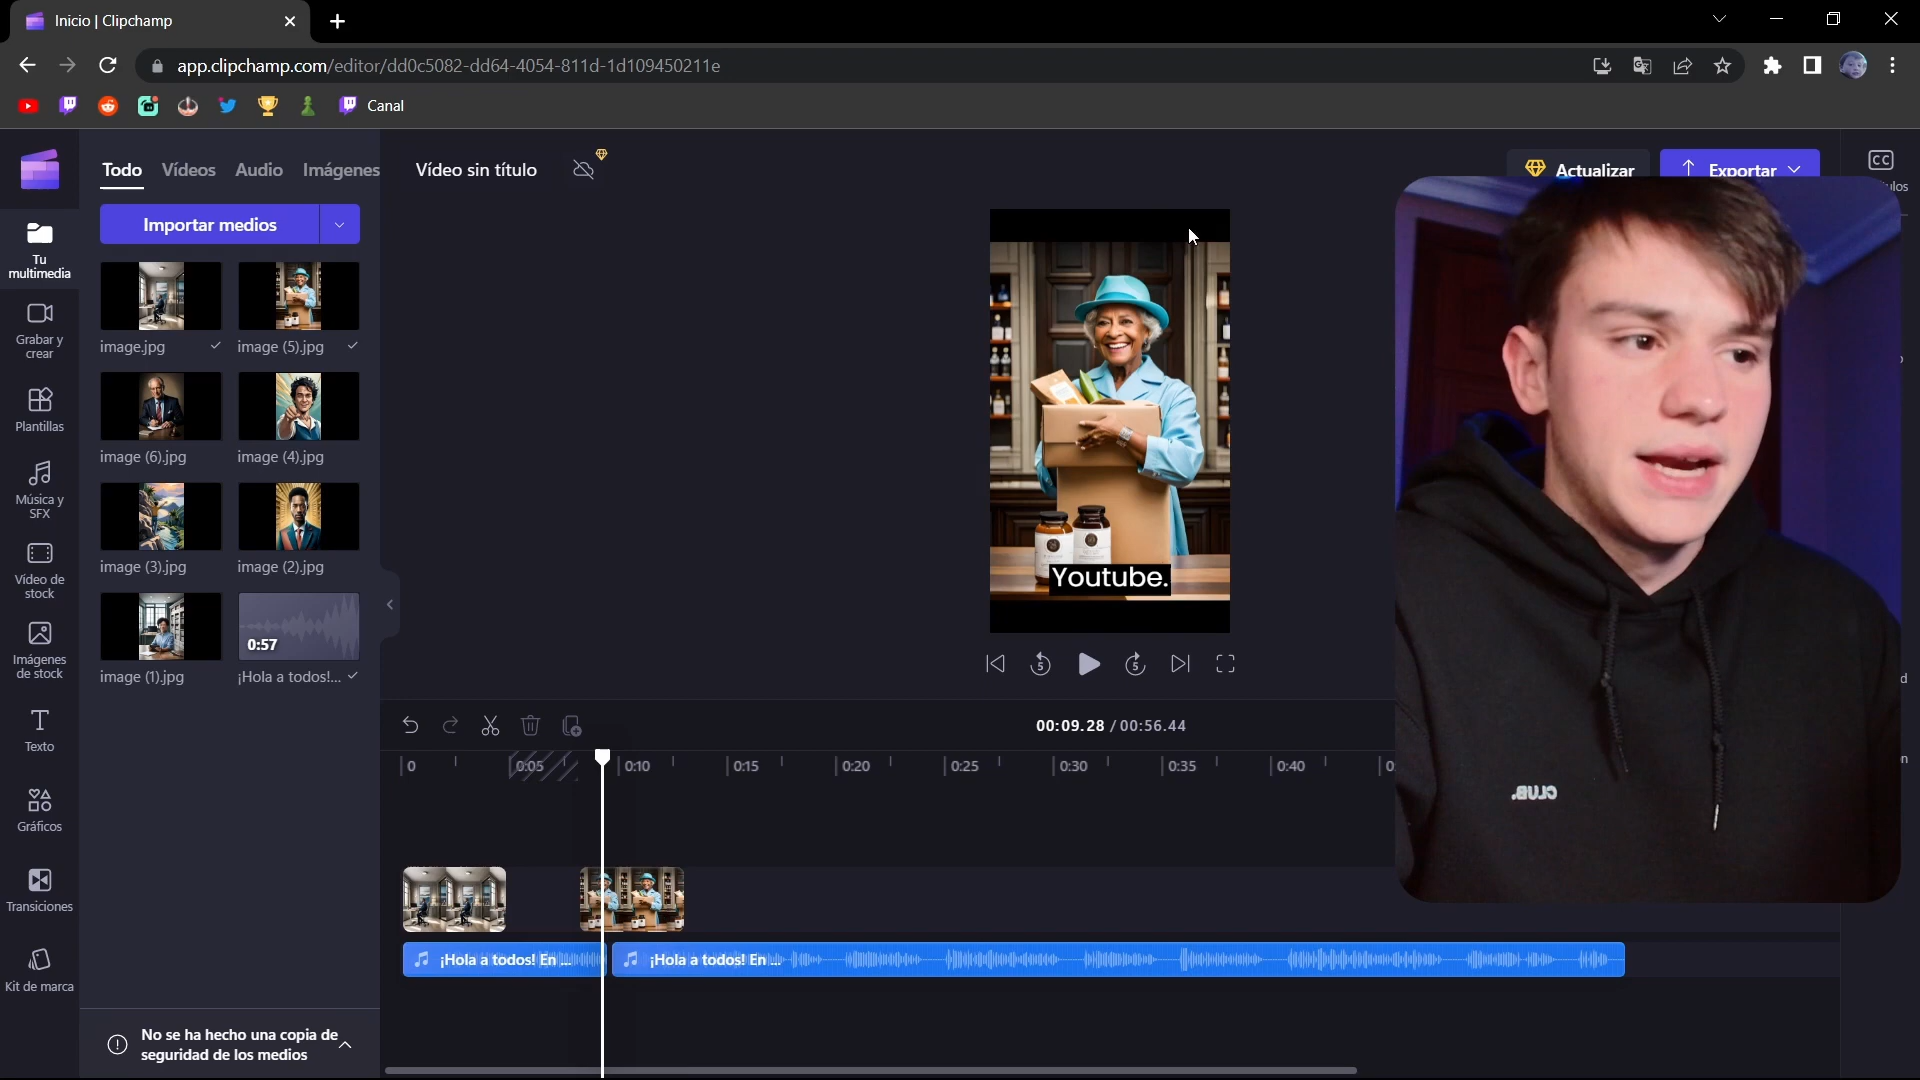 Inicio | Clipchamp
app.clipchamp.com/editor/dd0c5082-dd64-4054-811d-1d109450211e
Canal
Todo Vídeos Audio Imágenes
Vídeo sin título
Actualizar
Exportar
CC
Importar medios
Tu
multimedia
Grabar y
crear
Plantillas
Música y
SFX
Vídeo de
stock
Imágenes
de stock
Texto
Gráficos
Transiciones
Kit de marca
image.jpg
image (5).jpg
image (6).jpg
image (4).jpg
image (3).jpg
image (2).jpg
0:57
image (1).jpg
¡Hola a todos!...
Youtube.
5
5
00:09.28 / 00:56.44
0 0:05 0:10 0:15 0:20 0:25 0:30 0:35 0:40
¡Hola a todos! En ...
¡Hola a todos! En ...
CLUB.
No se ha hecho una copia de
seguridad de los medios